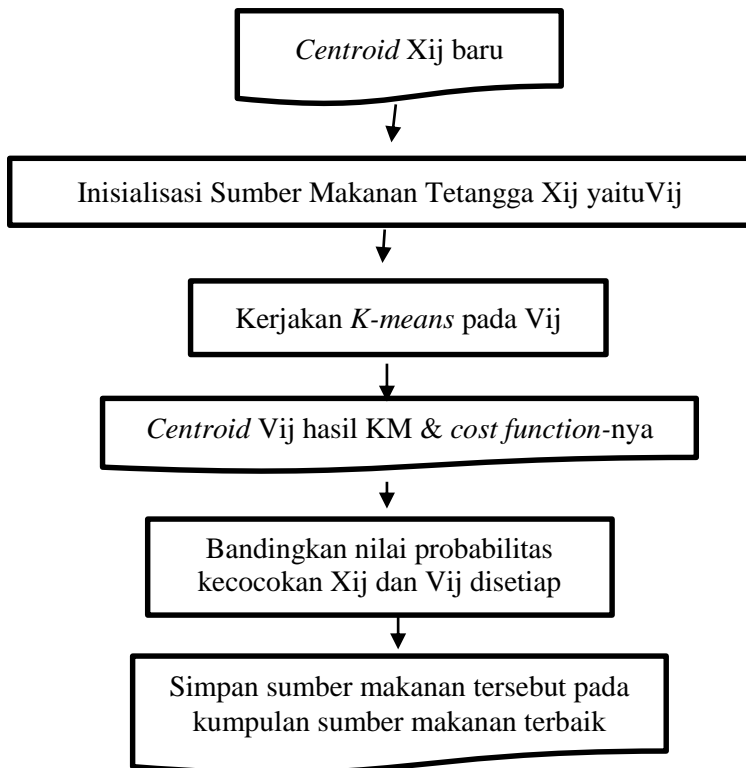 Centroid Xij baru
Inisialisasi Sumber Makanan Tetangga Xij yaituVij
Kerjakan K-means pada Vij
Centroid Vij hasil KM & cost function-nya
Bandingkan nilai probabilitas
kecocokan Xij dan Vij disetiap
Simpan sumber makanan tersebut pada
kumpulan sumber makanan terbaik